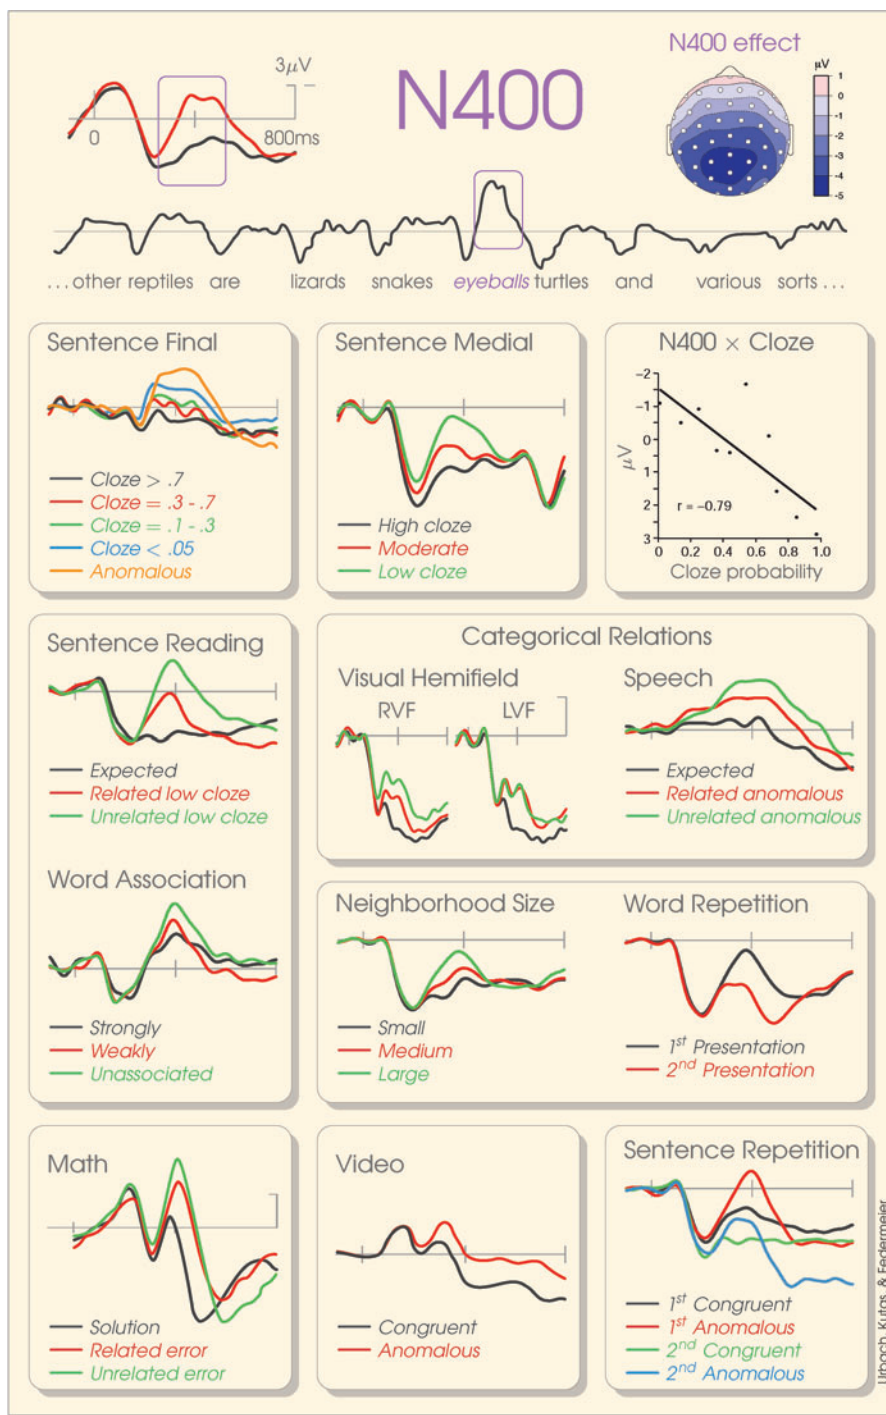 N400
3µV
0
800ms
N400 effect
µV
1
0
-1
-2
-3
-4
-5
... other reptiles are lizards snakes eyeballs turtles and various sorts ...
Sentence Final
Cloze > .7
Cloze = .3 - .7
Cloze = .1 - .3
Cloze < .05
Anomalous
Sentence Medial
High cloze
Moderate
Low cloze
N400 × Cloze
−2
−1
0
1
2
3
µV
r = −0.79
0 0.2 0.4 0.6 0.8 1.0
Cloze probability
Sentence Reading
Expected
Related low cloze
Unrelated low cloze
Word Association
Strongly
Weakly
Unassociated
Categorical Relations
Visual Hemifield
RVF
LVF
Speech
Expected
Related anomalous
Unrelated anomalous
Neighborhood Size
Small
Medium
Large
Word Repetition
1st Presentation
2nd Presentation
Math
Solution
Related error
Unrelated error
Video
Congruent
Anomalous
Sentence Repetition
1st Congruent
1st Anomalous
2nd Congruent
2nd Anomalous
Urbach, Kutas, & Federmeier